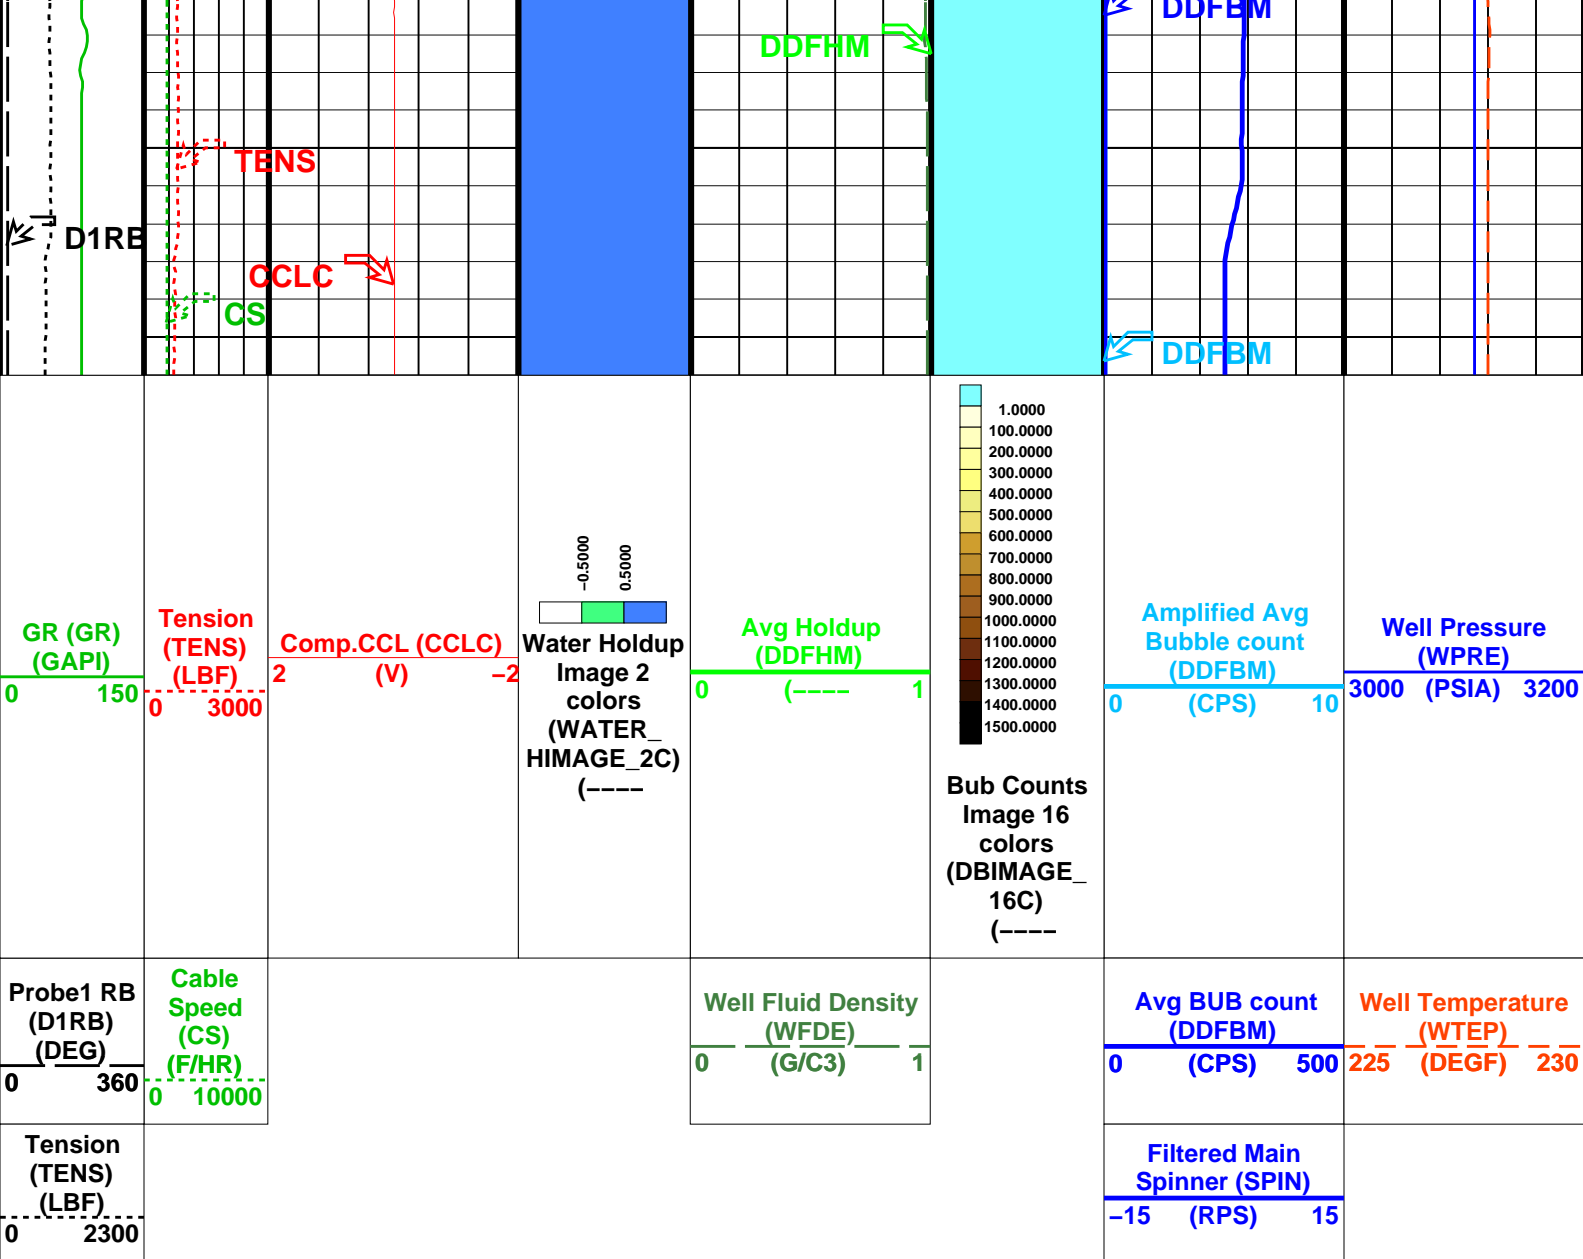 DDFBM
DDFHM
TENS
D1RB
CCLC
CS
DDFBM
GR (GR)
(GAPI)
0 150
Tension
(TENS)
(LBF)
0 3000
Comp.CCL (CCLC)
2 (V) −2
−0.5000
0.5000
Water Holdup
Image 2
colors
(WATER_
HIMAGE_2C)
(−−−−
Avg Holdup
(DDFHM)
0 (−−−− 1
1.0000
100.0000
200.0000
300.0000
400.0000
500.0000
600.0000
700.0000
800.0000
900.0000
1000.0000
1100.0000
1200.0000
1300.0000
1400.0000
1500.0000
Bub Counts
Image 16
colors
(DBIMAGE_
16C)
(−−−−
Amplified Avg
Bubble count
(DDFBM)
0 (CPS) 10
Well Pressure
(WPRE)
3000 (PSIA) 3200
Probe1 RB
(D1RB)
(DEG)
0 360
Cable
Speed
(CS)
(F/HR)
0 10000
Well Fluid Density
(WFDE)
0 (G/C3) 1
Avg BUB count
(DDFBM)
0 (CPS) 500
Well Temperature
(WTEP)
225 (DEGF) 230
Tension
(TENS)
(LBF)
0 2300
Filtered Main
Spinner (SPIN)
−15 (RPS) 15